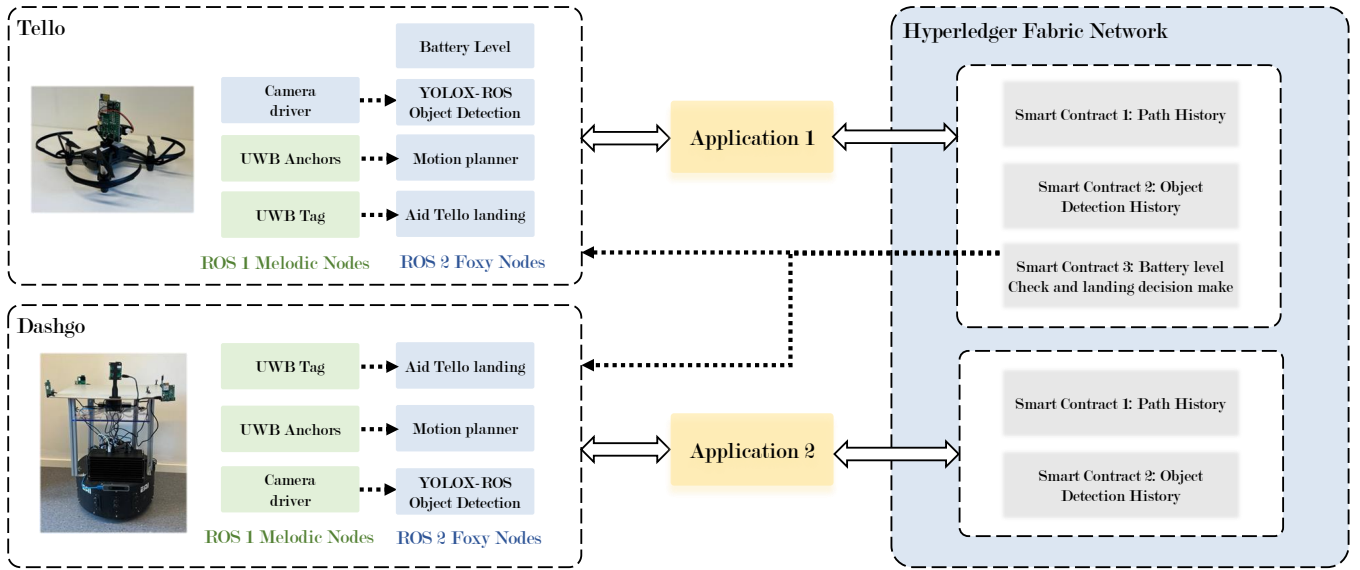 Tello
Battery Level
Camera
driver
YOLOX-ROS
Object Detection
UWB Anchors
Motion planner
UWB Tag
Aid Tello landing
ROS 1 Melodic Nodes
ROS 2 Foxy Nodes
Dashgo
UWB Tag
Aid Tello landing
UWB Anchors
Motion planner
Camera
driver
YOLOX-ROS
Object Detection
ROS 1 Melodic Nodes
ROS 2 Foxy Nodes
Application 1
Application 2
Hyperledger Fabric Network
Smart Contract 1: Path History
Smart Contract 2: Object
Detection History
Smart Contract 3: Battery level
Check and landing decision make
Smart Contract 1: Path History
Smart Contract 2: Object
Detection History